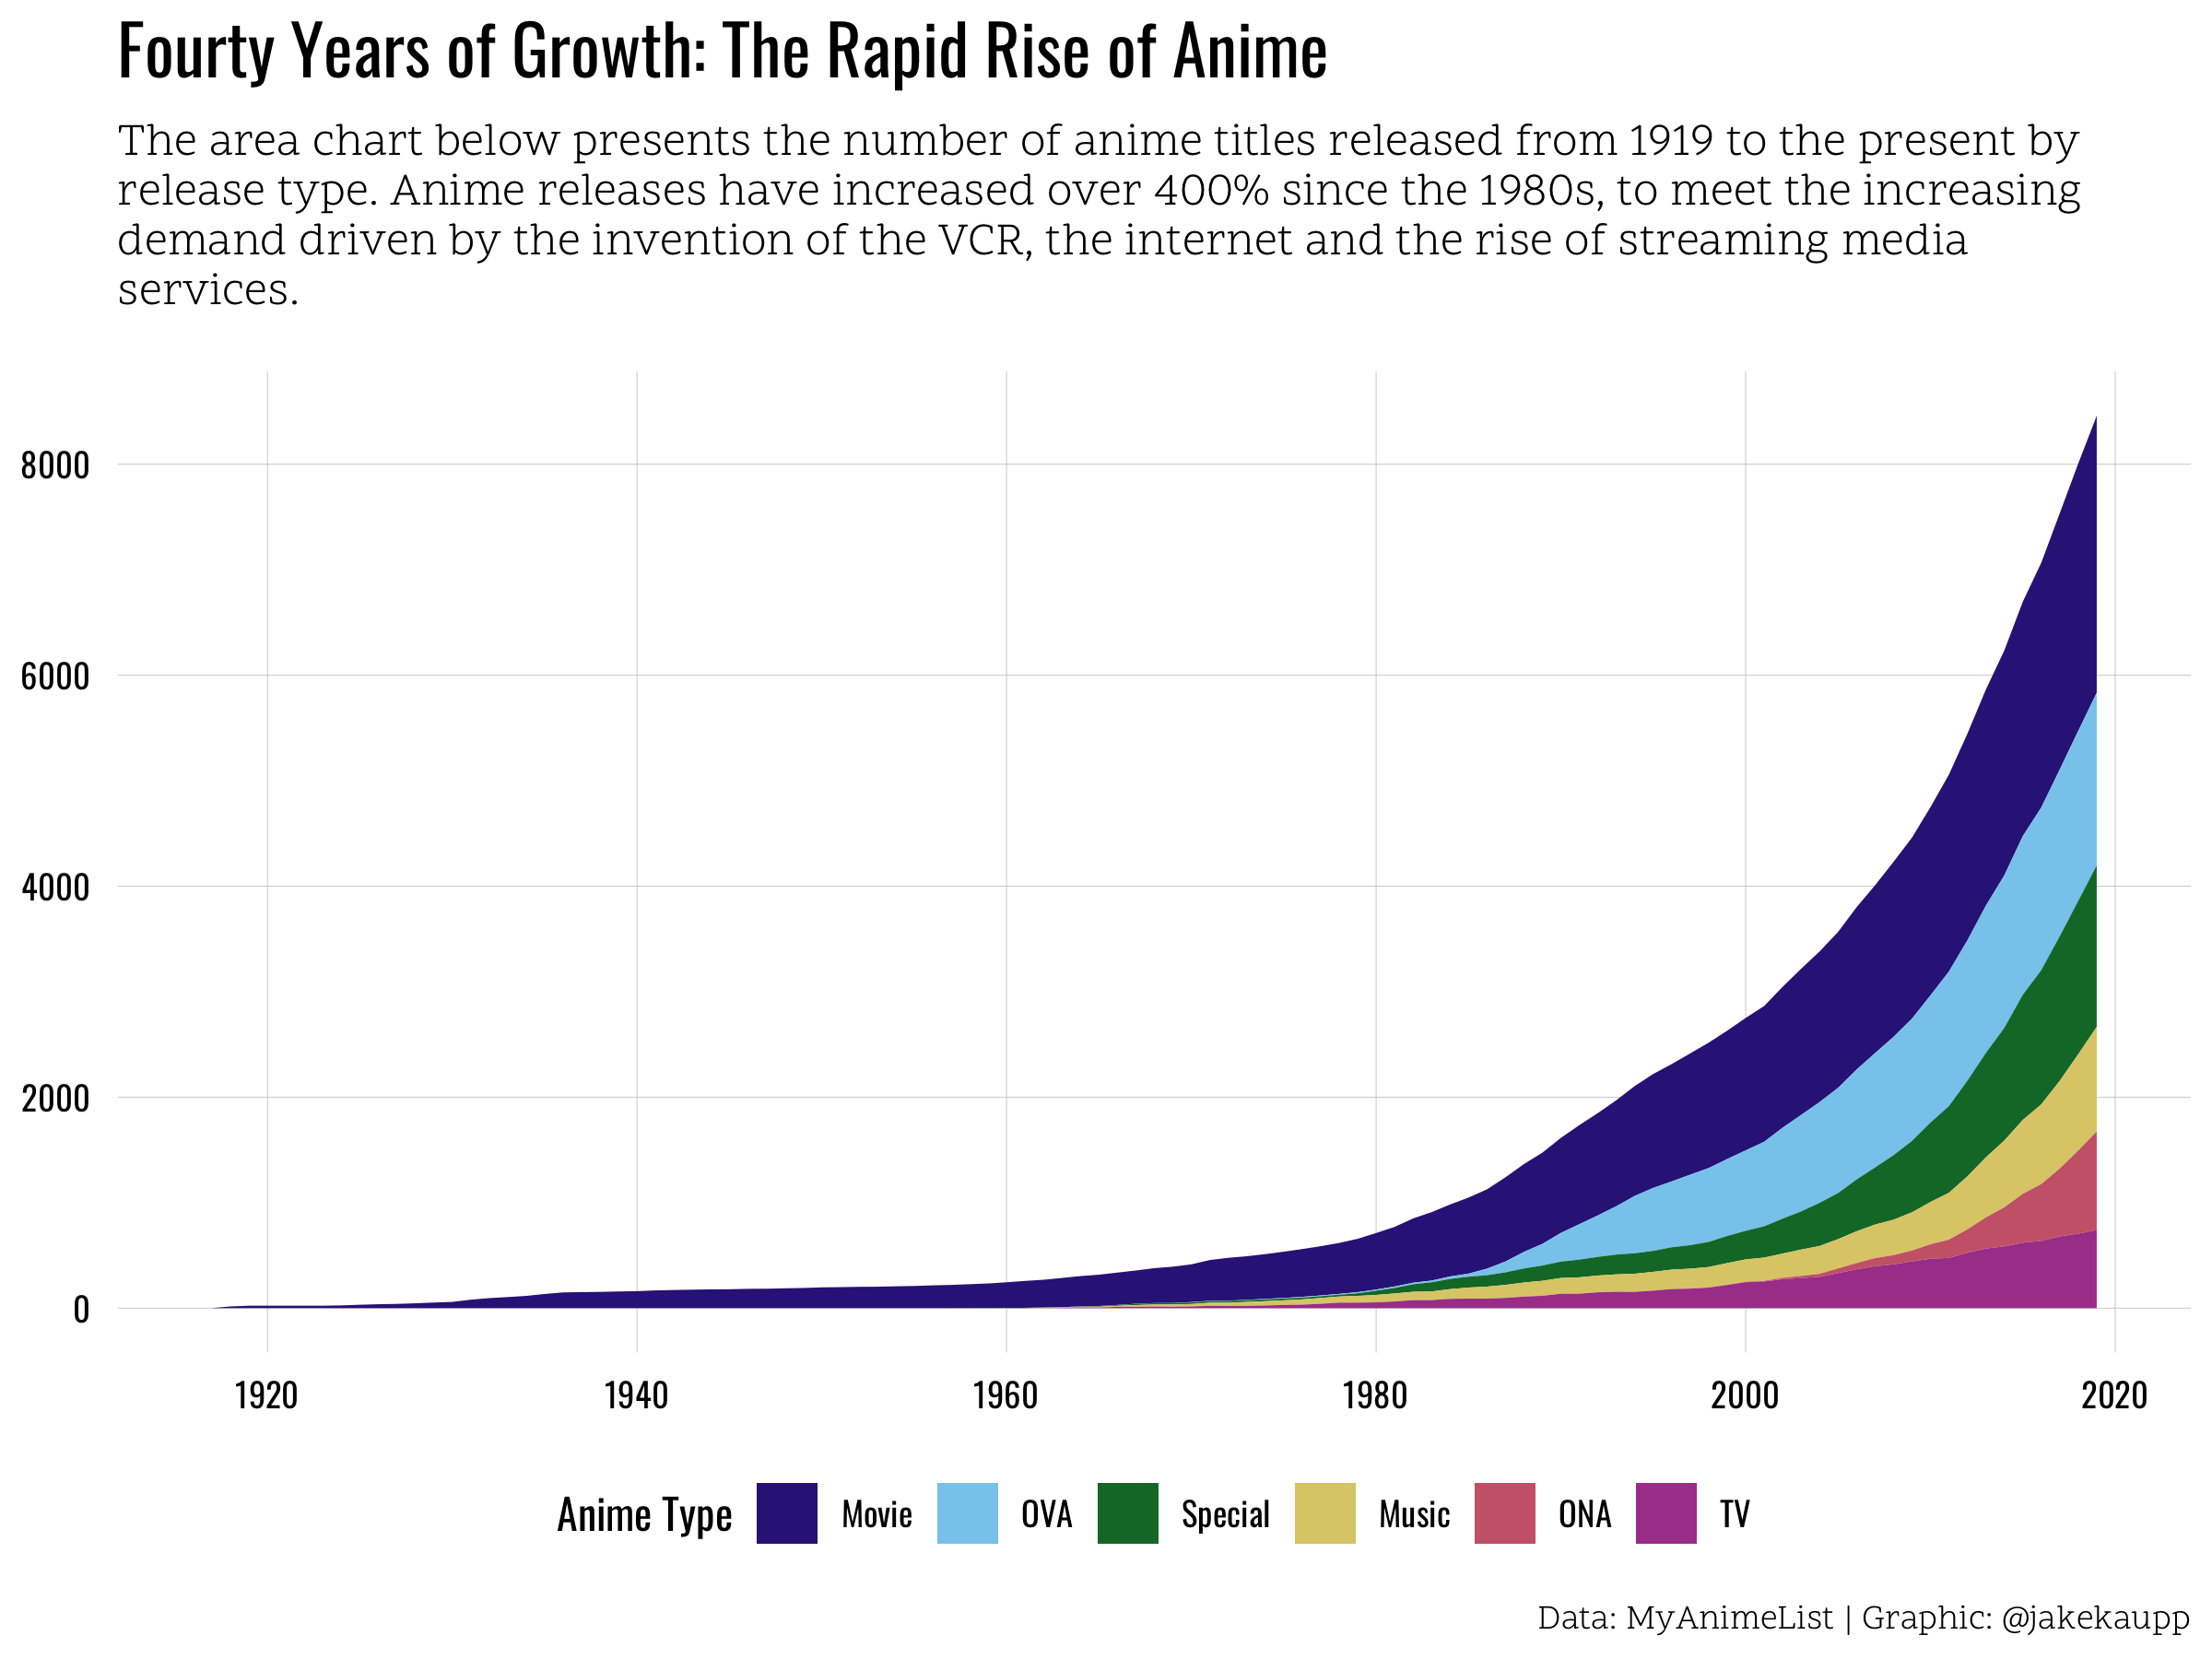 Fourty Years of Growth: The Rapid Rise of Anime
The area chart below presents the number of anime titles released from 1919 to the present by
release type. Anime releases have increased over 400% since the 1980s, to meet the increasing
demand driven by the invention of the VCR, the internet and the rise of streaming media
services.
8000
6000
4000
2000
0
1920 1940 1960 1980 2000 2020
Anime Type Movie OVA Special Music ONA TV
Data: MyAnimeList | Graphic: @jakekaupp